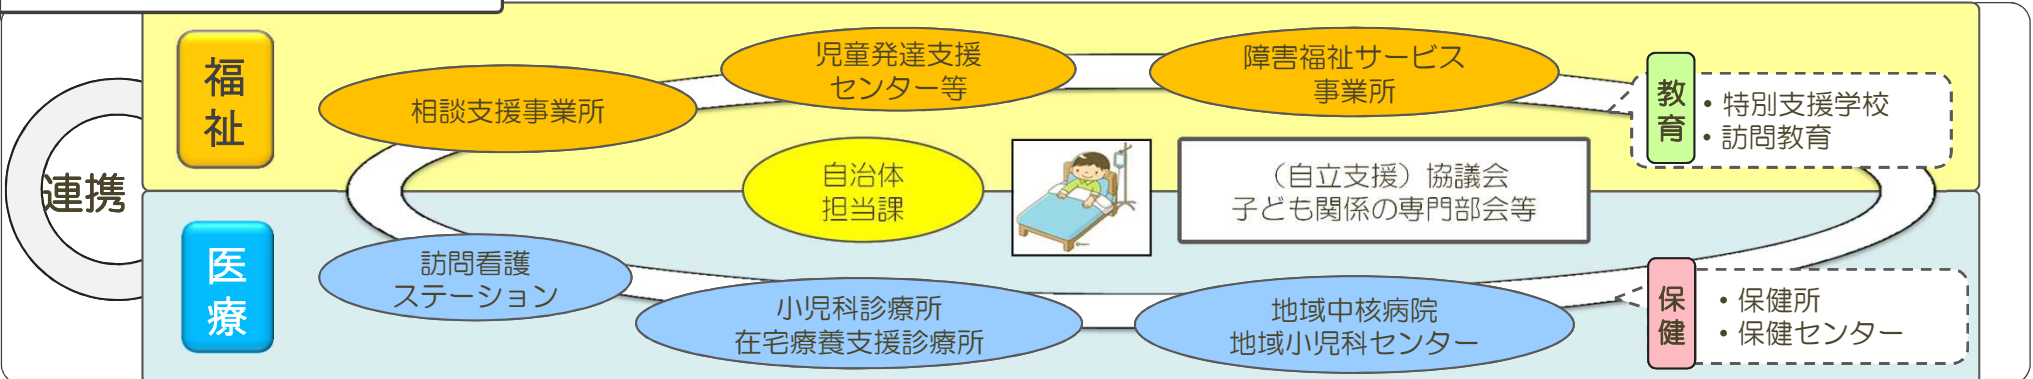 連携
福
祉
相談支援事業所
児童発達支援
センター等
障害福祉サービス
事業所
教
育
・特別支援学校
・訪問教育
自治体
担当課
（自立支援）協議会
子ども関係の専門部会等
医
療
訪問看護
ステーション
小児科診療所
在宅療養支援診療所
地域中核病院
地域小児科センター
保
健
・保健所
・保健センター